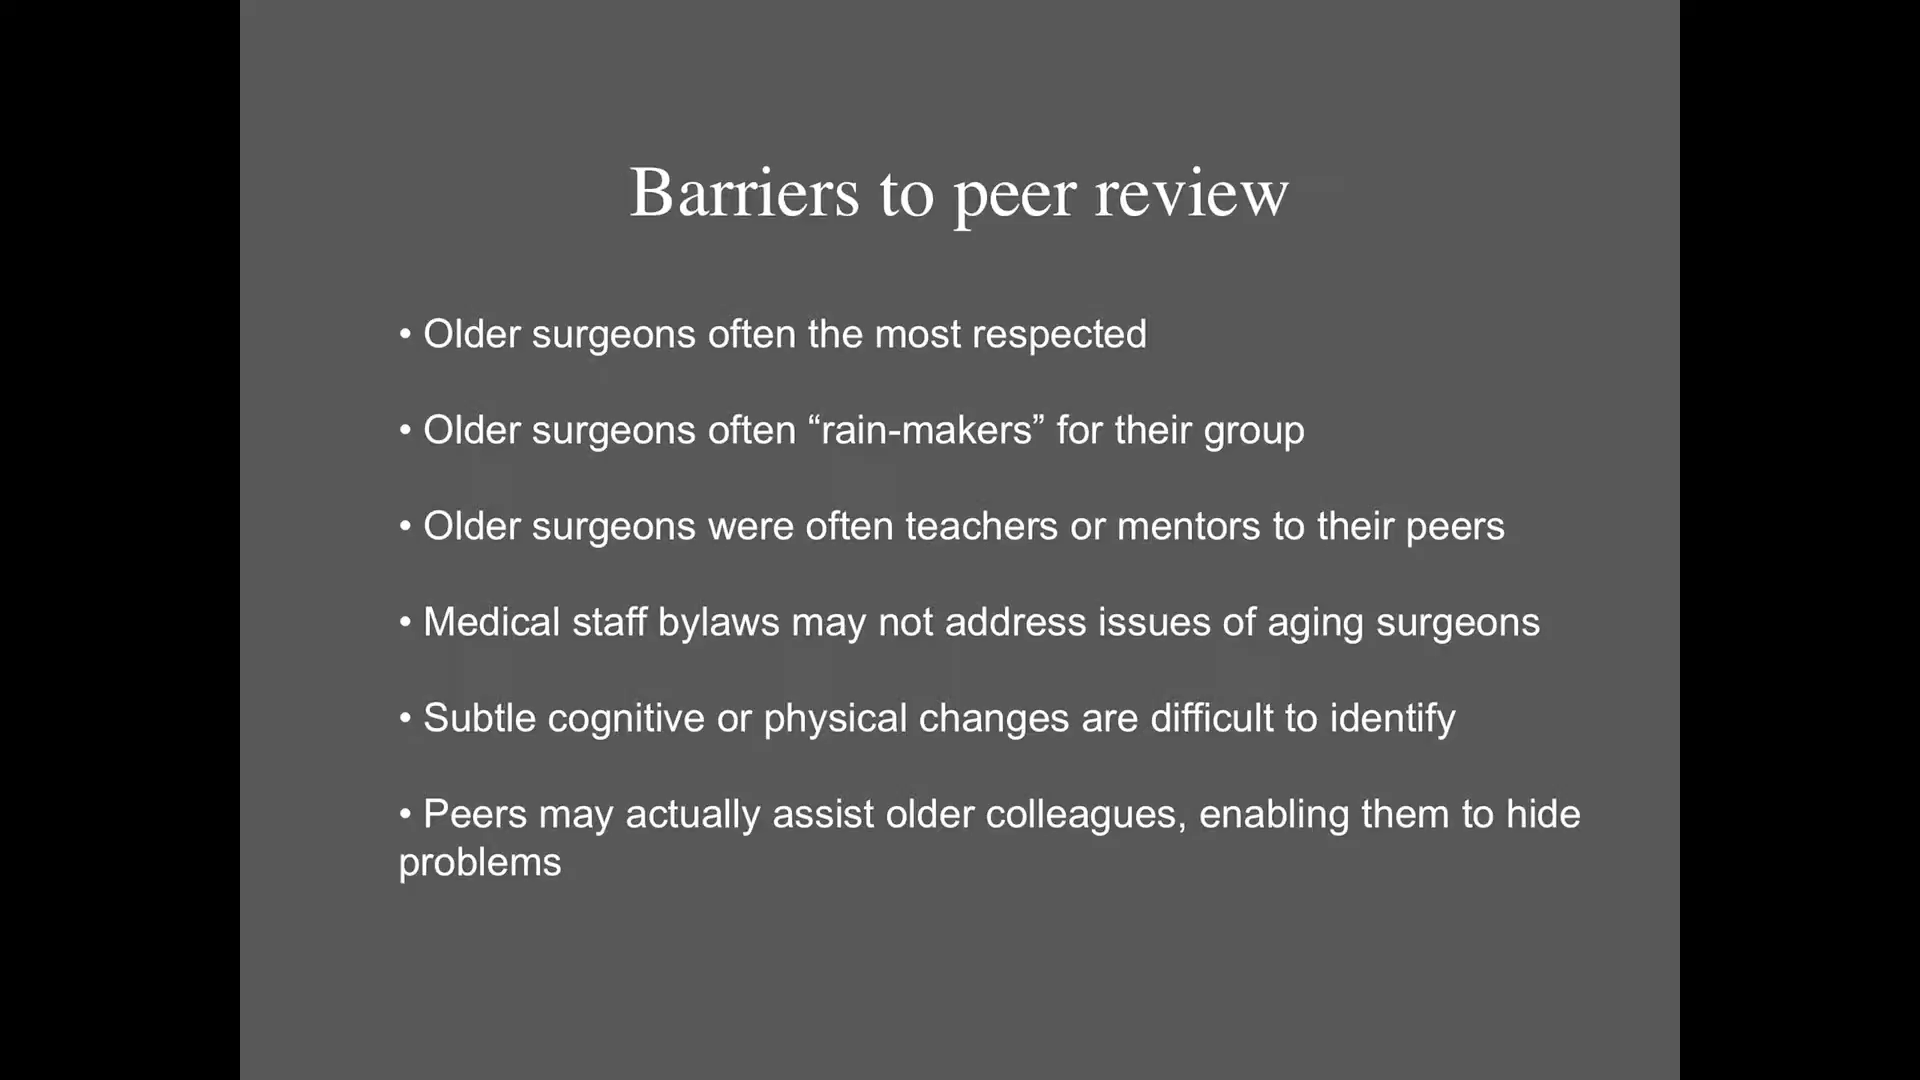 Barriers to peer review
• Older surgeons often the most respected
• Older surgeons often “rain-makers” for their group
• Older surgeons were often teachers or mentors to their peers
• Medical staff bylaws may not address issues of aging surgeons
• Subtle cognitive or physical changes are difficult to identify
• Peers may actually assist older colleagues, enabling them to hide
problems